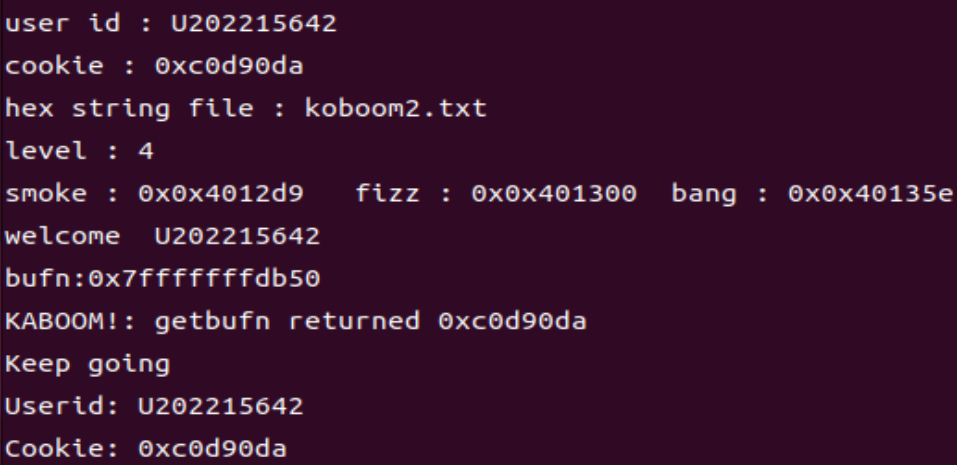 user id : U202215642
cookie : 0xc0d90da
hex string file : koboom2.txt
level : 4
smoke : 0x0x4012d9   fizz : 0x0x401300  bang : 0x0x40135e
welcome  U202215642
bufn:0x7fffffffdb50
KABOOM!: getbufn returned 0xc0d90da
Keep going
Userid: U202215642
Cookie: 0xc0d90da